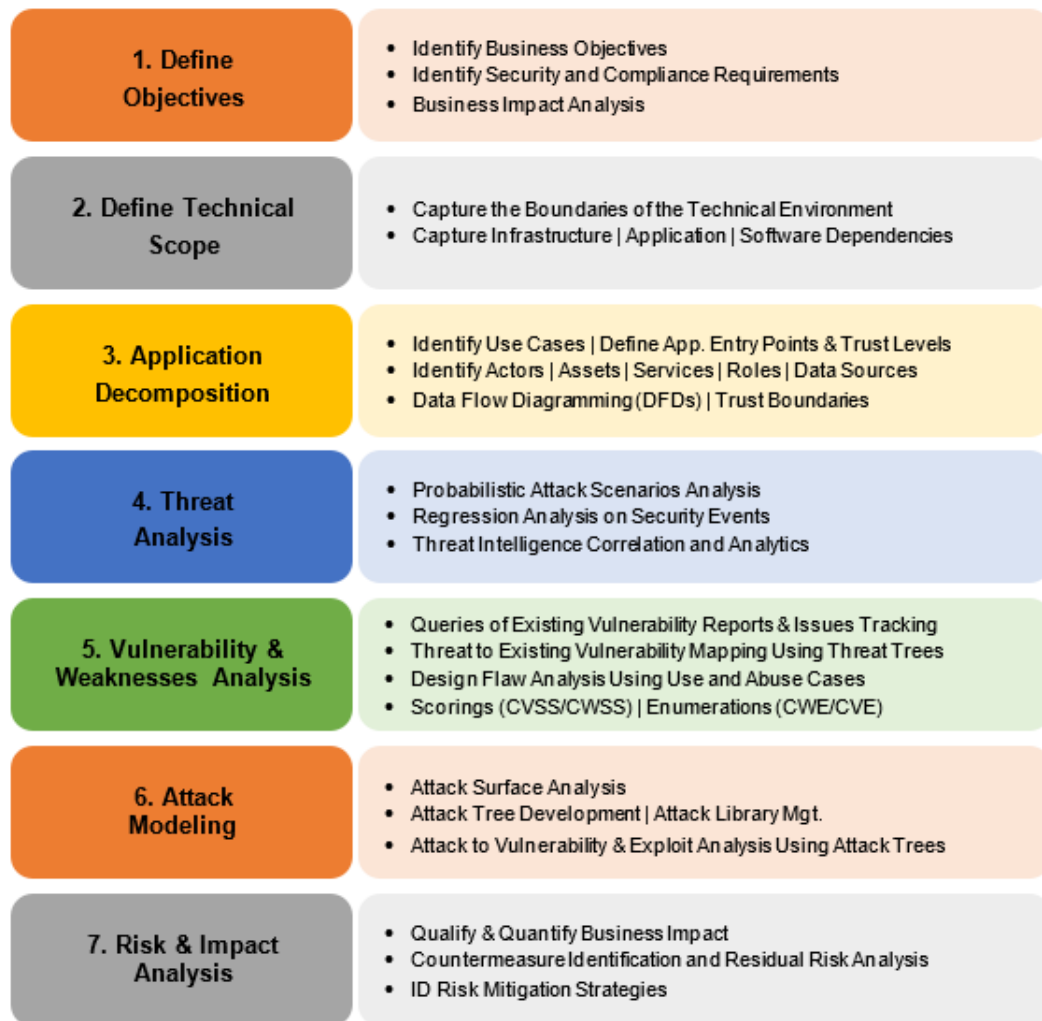 1. Define
Objectives
• Identify Business Objectives
• Identify Security and Compliance Requirements
• Business Impact Analysis
2. Define Technical
Scope
• Capture the Boundaries of the Technical Environment
• Capture Infrastructure | Application | Software Dependencies
3. Application
Decomposition
• Identify Use Cases | Define App. Entry Points & Trust Levels
• Identify Actors | Assets | Services | Roles | Data Sources
• Data Flow Diagramming (DFDs) | Trust Boundaries
4. Threat
Analysis
• Probabilistic Attack Scenarios Analysis
• Regression Analysis on Security Events
• Threat Intelligence Correlation and Analytics
5. Vulnerability &
Weaknesses Analysis
• Queries of Existing Vulnerability Reports & Issues Tracking
• Threat to Existing Vulnerability Mapping Using Threat Trees
• Design Flaw Analysis Using Use and Abuse Cases
• Scorings (CVSS/CWSS) | Enumerations (CWE/CVE)
6. Attack
Modeling
• Attack Surface Analysis
• Attack Tree Development | Attack Library Mgt.
• Attack to Vulnerability & Exploit Analysis Using Attack Trees
7. Risk & Impact
Analysis
• Qualify & Quantify Business Impact
• Countermeasure Identification and Residual Risk Analysis
• ID Risk Mitigation Strategies